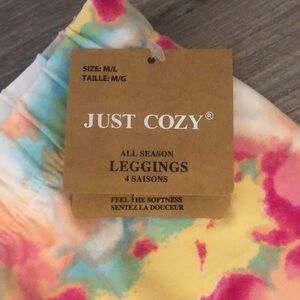 SIZE: M/L
TAILLE: M/G
JUST COZY®
ALL SEASON
LEGGINGS
4 SAISONS
FEEL THE SOFTNESS
SENTEZ LA DOUCEUR